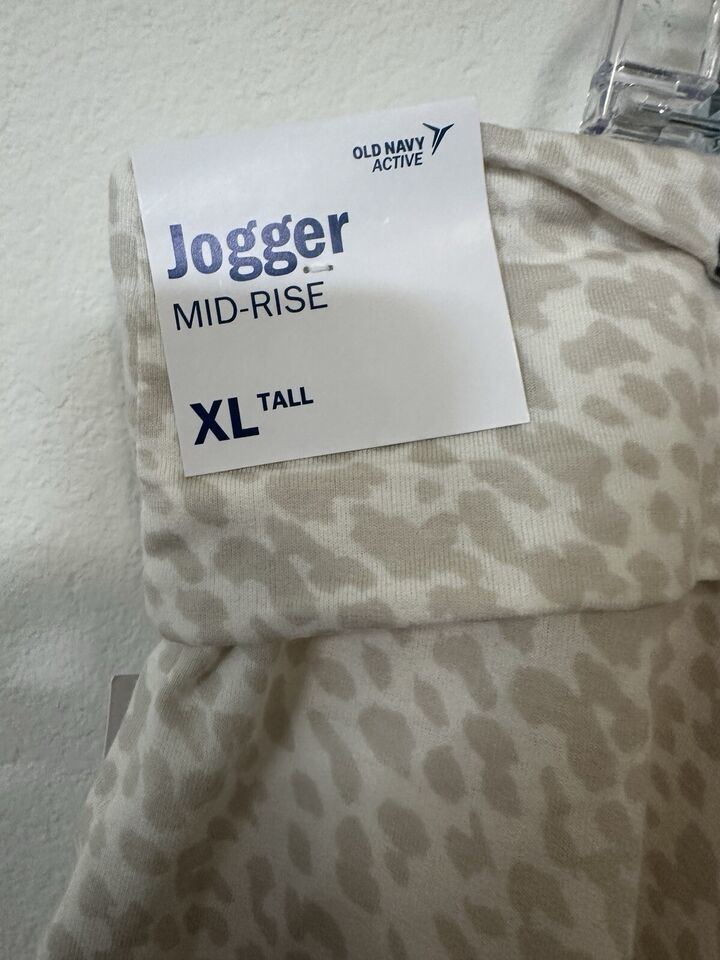 OLD NAVY
ACTIVE
Jogger
MID-RISE
XL TALL